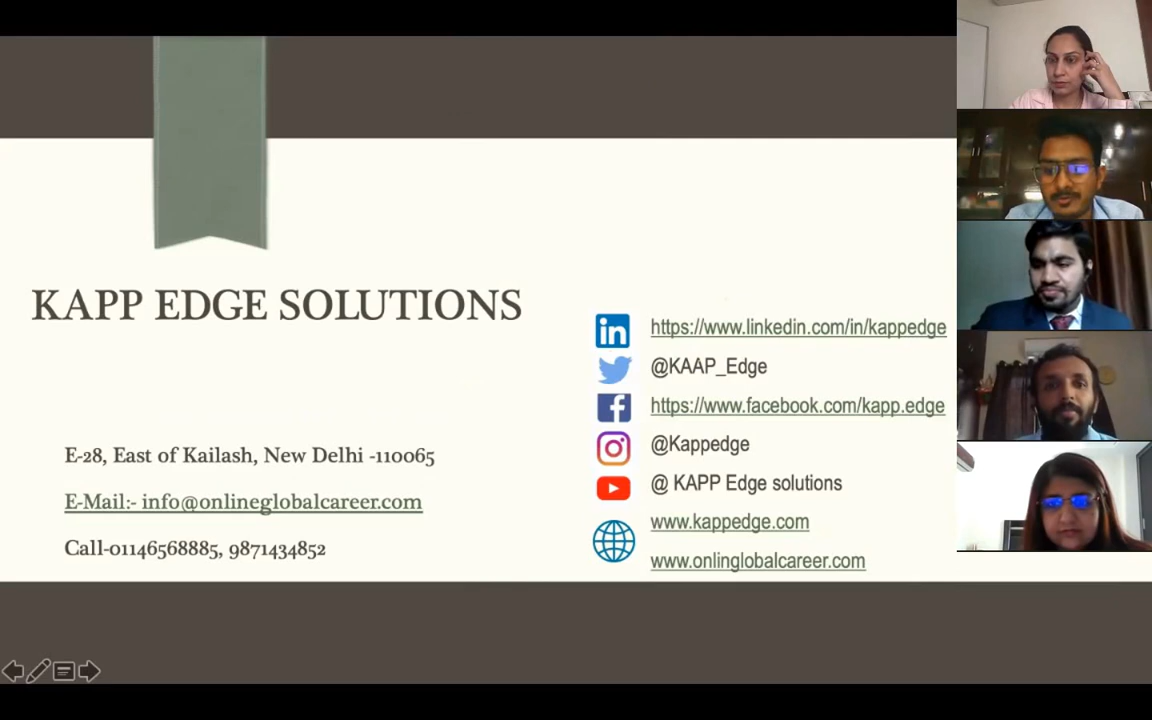 KAPP EDGE SOLUTIONS
E-28, East of Kailash, New Delhi -110065
E-Mail:- info@onlineglobalcareer.com
Call-01146568885, 9871434852
https://www.linkedin.com/in/kappedge
@KAAP_Edge
https://www.facebook.com/kapp.edge
@Kappedge
@ KAPP Edge solutions
www.kappedge.com
www.onlinglobalcareer.com